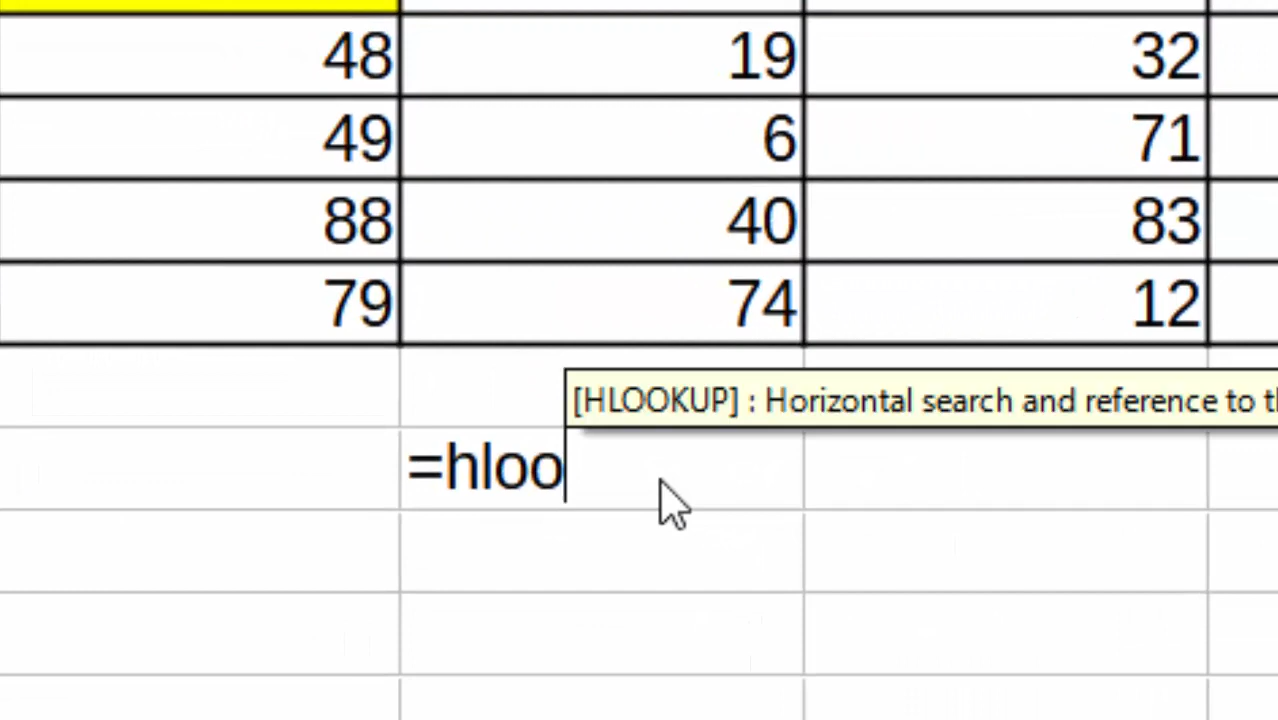 48 19 32
49 6 71
88 40 83
79 74 12
[HLOOKUP] : Horizontal search and reference to
=hloo